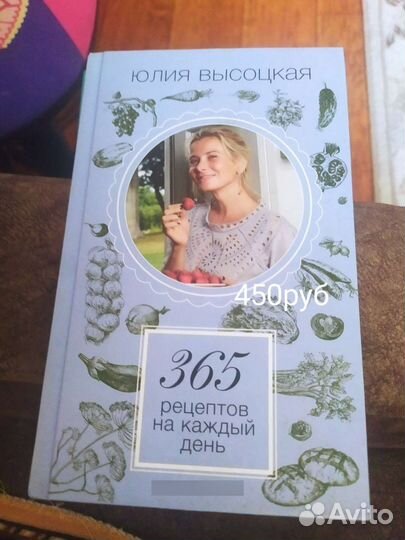 ЮЛИЯ ВЫСОЦКАЯ
450руб
365
рецептов
на каждый
день
Avito